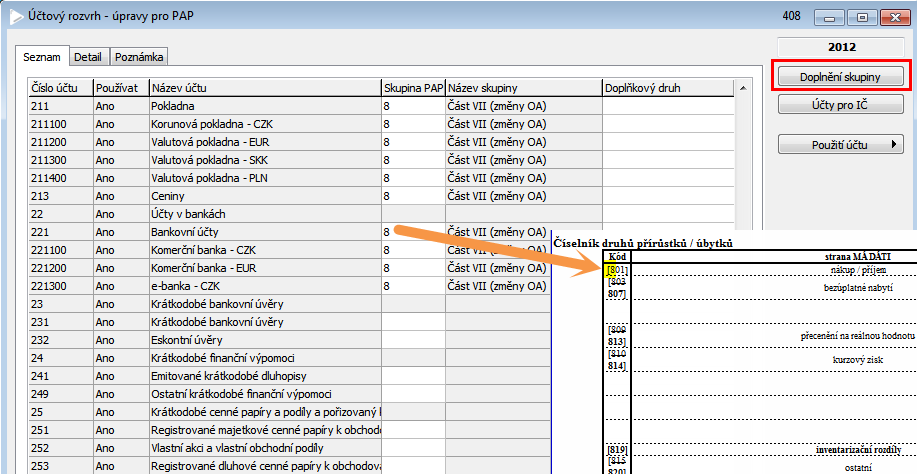 Účtový rozvrh - úpravy pro PAP 408
Seznam Detail Poznámka
2012
Doplnění skupiny
Účty pro IČ
Použití účtu
Číslo účtu Používat Název účtu Skupina PAP Název skupiny Doplňkový druh
211 Ano Pokladna 8 Část VII (změny OA)
211100 Ano Korunová pokladna - CZK 8 Část VII (změny OA)
211200 Ano Valutová pokladna - EUR 8 Část VII (změny OA)
211300 Ano Valutová pokladna - SKK 8 Část VII (změny OA)
211400 Ano Valutová pokladna - PLN 8 Část VII (změny OA)
213 Ano Ceniny 8 Část VII (změny OA)
22 Ano Účty v bankách
221 Ano Bankovní účty 8 Část VII (změny OA)
221100 Ano Komerční banka - CZK 8 Část VII (změny OA)
221200 Ano Komerční banka - EUR 8 Část VII (změny OA)
221300 Ano e-banka - CZK 8 Část VII (změny OA)
23 Ano Krátkodobé bankovní úvěry
231 Ano Krátkodobé bankovní úvěry
232 Ano Eskontní úvěry
24 Ano Krátkodobé finanční výpomoci
241 Ano Emitované krátkodobé dluhopisy
249 Ano Ostatní krátkodobé finanční výpomoci
25 Ano Krátkodobé cenné papíry a podíly a pořizovaný k
251 Ano Registrované majetkové cenné papíry k obchodo
252 Ano Vlastní akci a vlastní obchodní podíly
253 Ano Registrované dluhové cenné papíry k obchodova
Číselník druhů přírůstků / úbytků
Kód strana MÁDÁTI
[801] nákup / příjem
[803
807] bezúplatné nabytí
[809
813] přecenění na reálnou hodnotu
[810
814] kurzový zisk
[819] inventarizační rozdíly
[815
820] ostatní